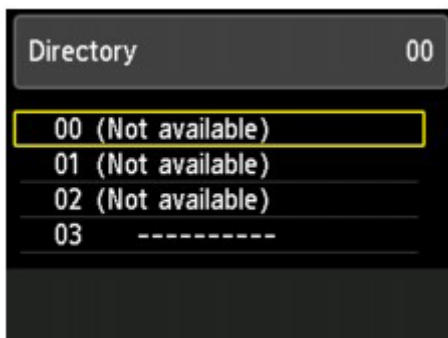 Directory 00
00 (Not available)
01 (Not available)
02 (Not available)
03 ----------